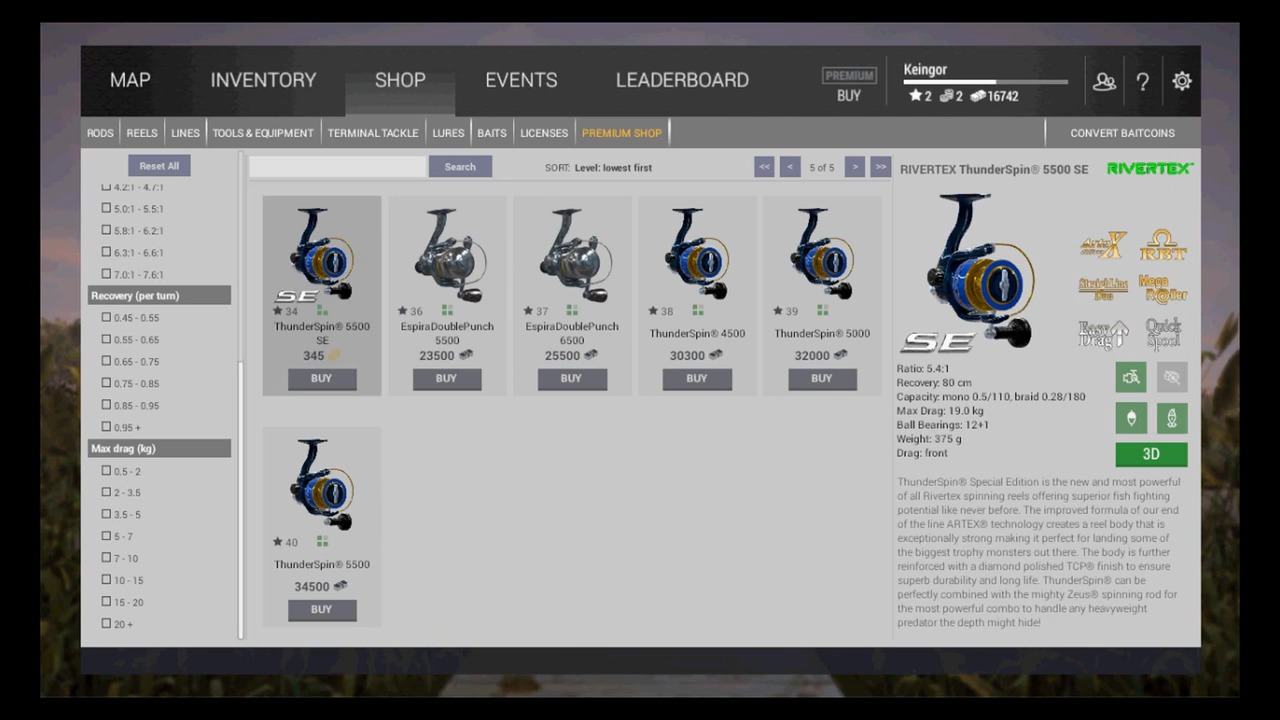 MAP INVENTORY SHOP EVENTS LEADERBOARD
PREMIUM
BUY
Keingor
2 2 16742
?
RODS REELS LINES TOOLS & EQUIPMENT TERMINAL TACKLE LURES BAITS LICENSES PREMIUM SHOP CONVERT BAITCOINS
Reset All
4.2:1 - 4.7:1
5.0:1 - 5.5:1
5.8:1 - 6.2:1
6.3:1 - 6.6:1
7.0:1 - 7.6:1
Recovery (per turn)
0.45 - 0.55
0.55 - 0.65
0.65 - 0.75
0.75 - 0.85
0.85 - 0.95
0.95 +
Max drag (kg)
0.5 - 2
2 - 3.5
3.5 - 5
5 - 7
7 - 10
10 - 15
15 - 20
20 +
Search
SORT: Level: lowest first
<< < 5 of 5 > >>
SE
34
ThunderSpin® 5500
SE
345
BUY
36
EspiraDoublePunch
5500
23500
BUY
37
EspiraDoublePunch
6500
25500
BUY
38
ThunderSpin® 4500
30300
BUY
39
ThunderSpin® 5000
32000
BUY
40
ThunderSpin® 5500
34500
BUY
RIVERTEX ThunderSpin® 5500 SE
RIVERTEX™
SE
RBT
StraightLine
Duo
Mega
Roller
Easy
Drag
Quick
Spool
Ratio: 5.4:1
Recovery: 80 cm
Capacity: mono 0.5/110, braid 0.28/180
Max Drag: 19.0 kg
Ball Bearings: 12+1
Weight: 375 g
Drag: front
3D
ThunderSpin® Special Edition is the new and most powerful
of all Rivertex spinning reels offering superior fish fighting
potential like never before. The improved formula of our end
of the line ARTEX® technology creates a reel body that is
exceptionally strong making it perfect for landing some of
the biggest trophy monsters out there. The body is further
reinforced with a diamond polished TCP® finish to ensure
superb durability and long life. ThunderSpin® can be
perfectly combined with the mighty Zeus® spinning rod for
the most powerful combo to handle any heavyweight
predator the depth might hide!